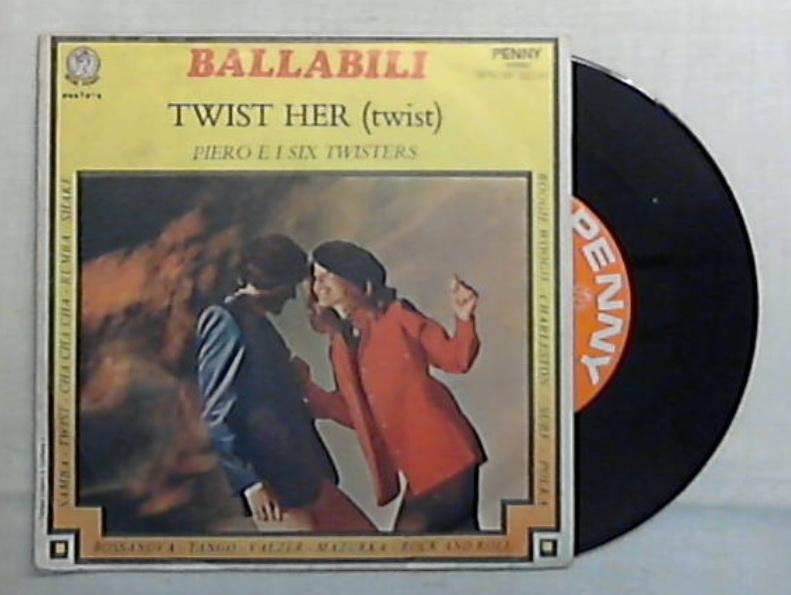 BALLABILI
PENNY
TWIST HER (twist)
PIERO E I SIX TWISTERS
SAMBA - TWIST - CHA CHA CHA - RUMBA - SHAKE
BOOGIE WOOGIE - CHARLESTON - SURF - POLKA
BOSSANOVA - TANGO - VALZER - MAZURKA - ROCK AND ROLL
PENNY